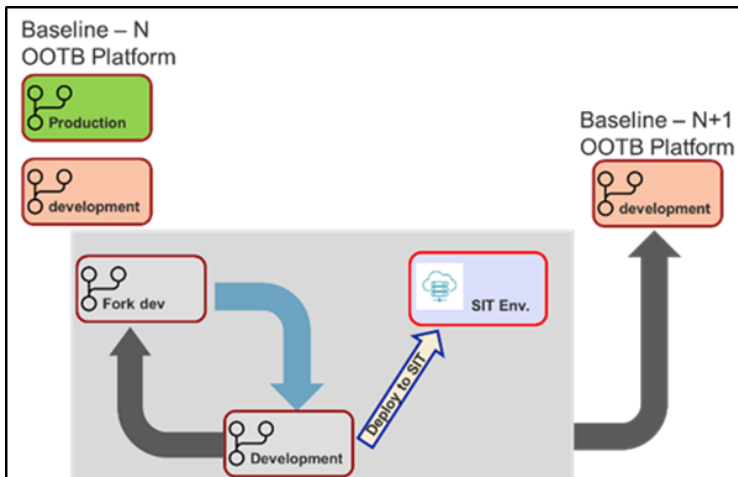 Baseline – N
OOTB Platform
Production
development
Baseline – N+1
OOTB Platform
development
Fork dev
SIT Env.
Deploy to SIT
Development